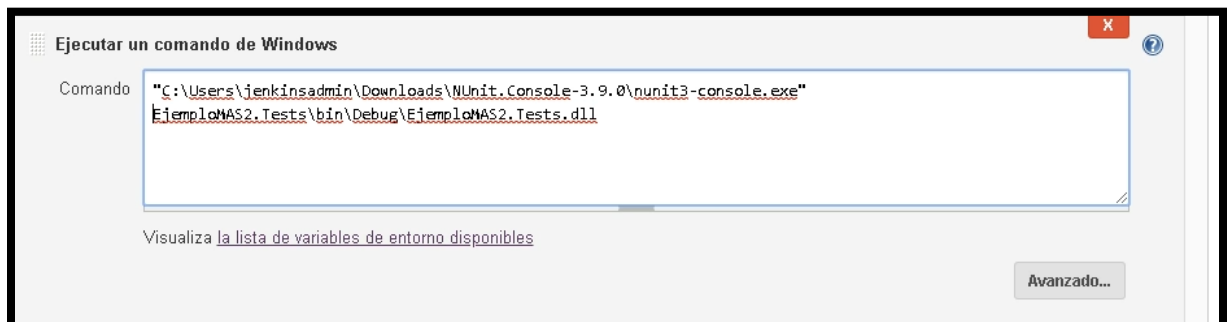 X
Ejecutar un comando de Windows
?
Comando
"C:\Users\jenkinsadmin\Downloads\NUnit.Console-3.9.0\nunit3-console.exe"
EjemploMAS2.Tests\bin\Debug\EjemploMAS2.Tests.dll
Visualiza la lista de variables de entorno disponibles
Avanzado...